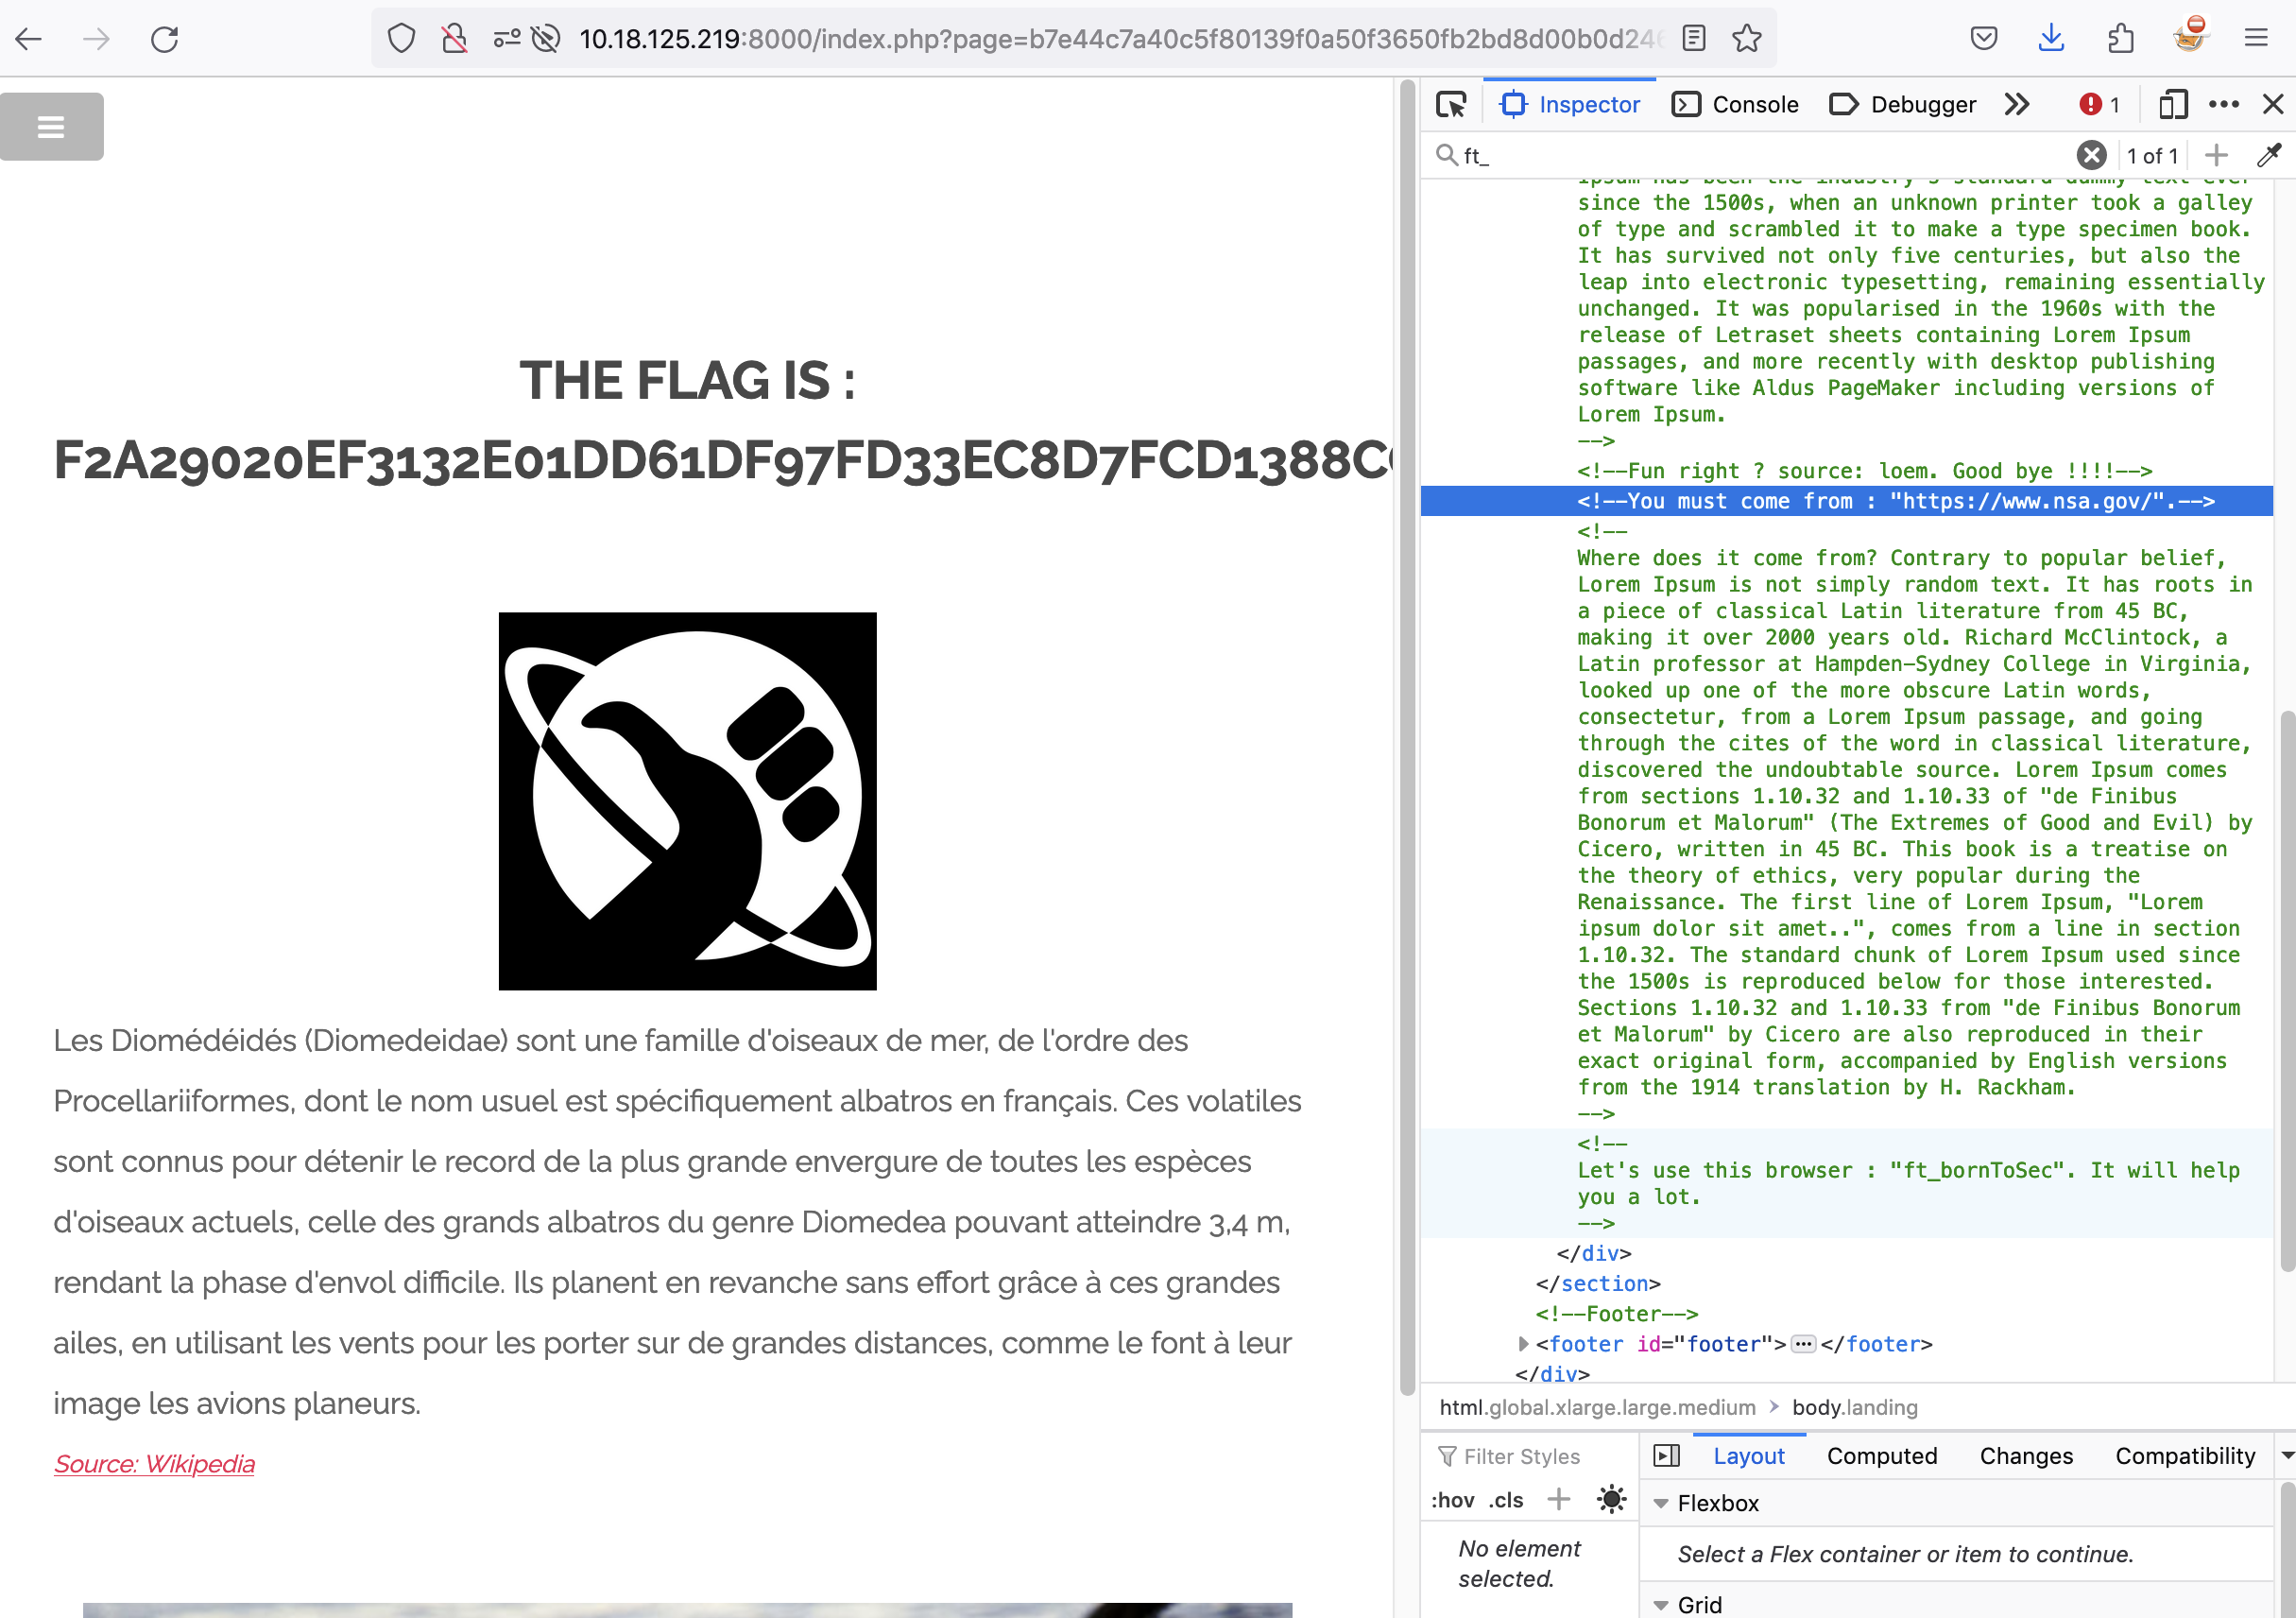 10.18.125.219:8000/index.php?page=b7e44c7a40c5f80139f0a50f3650fb2bd8d00b0d246
THE FLAG IS :
F2A29020EF3132E01DD61DF97FD33EC8D7FCD1388C
Les Diomédéidés (Diomedeidae) sont une famille d'oiseaux de mer, de l'ordre des
Procellariiformes, dont le nom usuel est spécifiquement albatros en français. Ces volatiles
sont connus pour détenir le record de la plus grande envergure de toutes les espèces
d'oiseaux actuels, celle des grands albatros du genre Diomedea pouvant atteindre 3,4 m,
rendant la phase d'envol difficile. Ils planent en revanche sans effort grâce à ces grandes
ailes, en utilisant les vents pour les porter sur de grandes distances, comme le font à leur
image les avions planeurs.
Source: Wikipedia
Inspector
Console
Debugger
1
ft_
1 of 1
Ipsum has been the industry's standard dummy text ever
since the 1500s, when an unknown printer took a galley
of type and scrambled it to make a type specimen book.
It has survived not only five centuries, but also the
leap into electronic typesetting, remaining essentially
unchanged. It was popularised in the 1960s with the
release of Letraset sheets containing Lorem Ipsum
passages, and more recently with desktop publishing
software like Aldus PageMaker including versions of
Lorem Ipsum.
-->
<!--Fun right ? source: loem. Good bye !!!!-->
<!--You must come from : "https://www.nsa.gov/".-->
<!--
Where does it come from? Contrary to popular belief,
Lorem Ipsum is not simply random text. It has roots in
a piece of classical Latin literature from 45 BC,
making it over 2000 years old. Richard McClintock, a
Latin professor at Hampden-Sydney College in Virginia,
looked up one of the more obscure Latin words,
consectetur, from a Lorem Ipsum passage, and going
through the cites of the word in classical literature,
discovered the undoubtable source. Lorem Ipsum comes
from sections 1.10.32 and 1.10.33 of "de Finibus
Bonorum et Malorum" (The Extremes of Good and Evil) by
Cicero, written in 45 BC. This book is a treatise on
the theory of ethics, very popular during the
Renaissance. The first line of Lorem Ipsum, "Lorem
ipsum dolor sit amet..", comes from a line in section
1.10.32. The standard chunk of Lorem Ipsum used since
the 1500s is reproduced below for those interested.
Sections 1.10.32 and 1.10.33 from "de Finibus Bonorum
et Malorum" by Cicero are also reproduced in their
exact original form, accompanied by English versions
from the 1914 translation by H. Rackham.
-->
<!--
Let's use this browser : "ft_bornToSec". It will help
you a lot.
-->
</div>
</section>
<!--Footer-->
<footer id="footer"></footer>
</div>
html.global.xlarge.large.medium > body.landing
Filter Styles
:hov .cls
No element
selected.
Layout
Computed
Changes
Compatibility
Flexbox
Select a Flex container or item to continue.
Grid